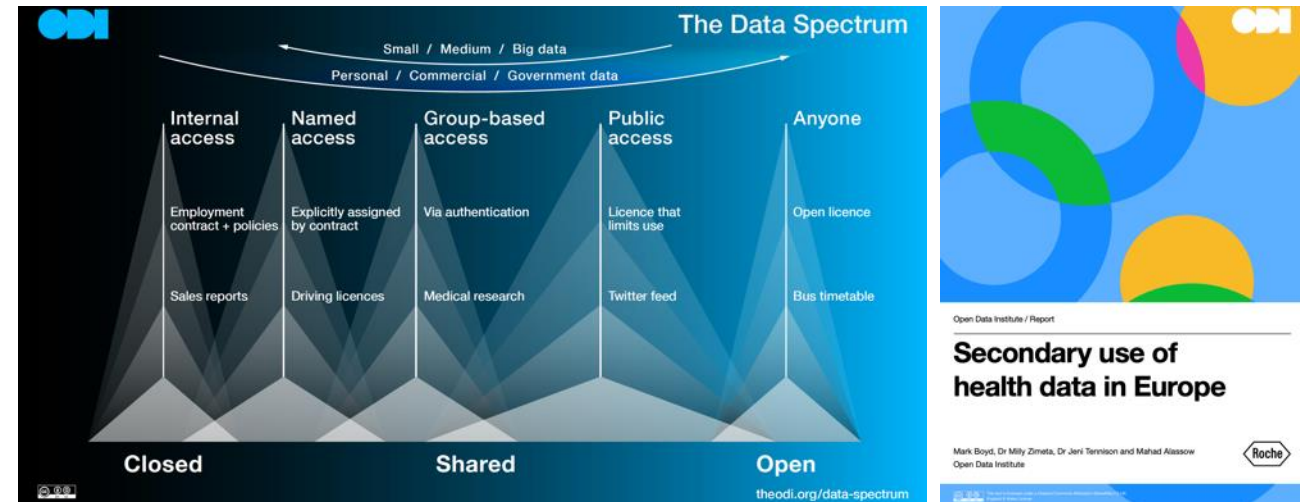 ODI
The Data Spectrum
Small / Medium / Big data
Personal / Commercial / Government data
Internal
access
Named
access
Group-based
access
Public
access
Anyone
Employment
contract + policies
Explicitly assigned
by contract
Via authentication
Licence that
limits use
Open licence
Sales reports
Driving licences
Medical research
Twitter feed
Bus timetable
Closed
Shared
Open
theodi.org/data-spectrum
ODI
Open Data Institute / Report
Secondary use of
health data in Europe
Mark Boyd, Dr Milly Zimeta, Dr Jeni Tennison and Mahad Alassow
Open Data Institute
Roche